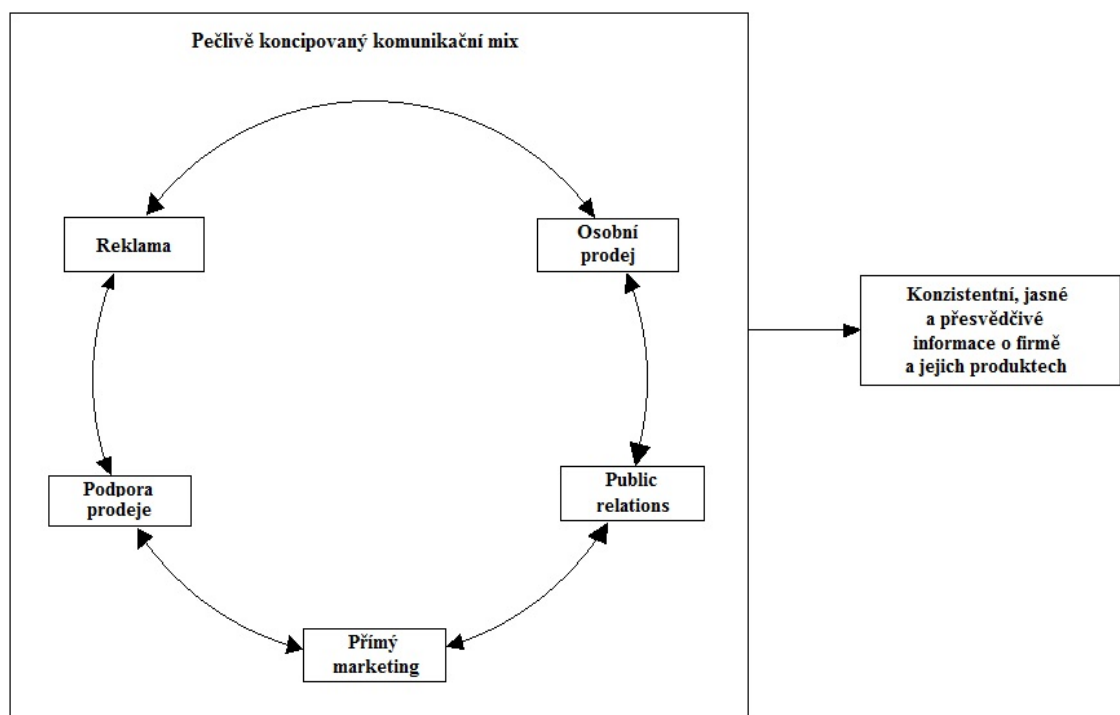 Pečlivě koncipovaný komunikační mix
Reklama
Osobní
prodej
Konzistentní, jasné
a přesvědčivé
informace o firmě
a jejich produktech
Podpora
prodeje
Public
relations
Přímý
marketing